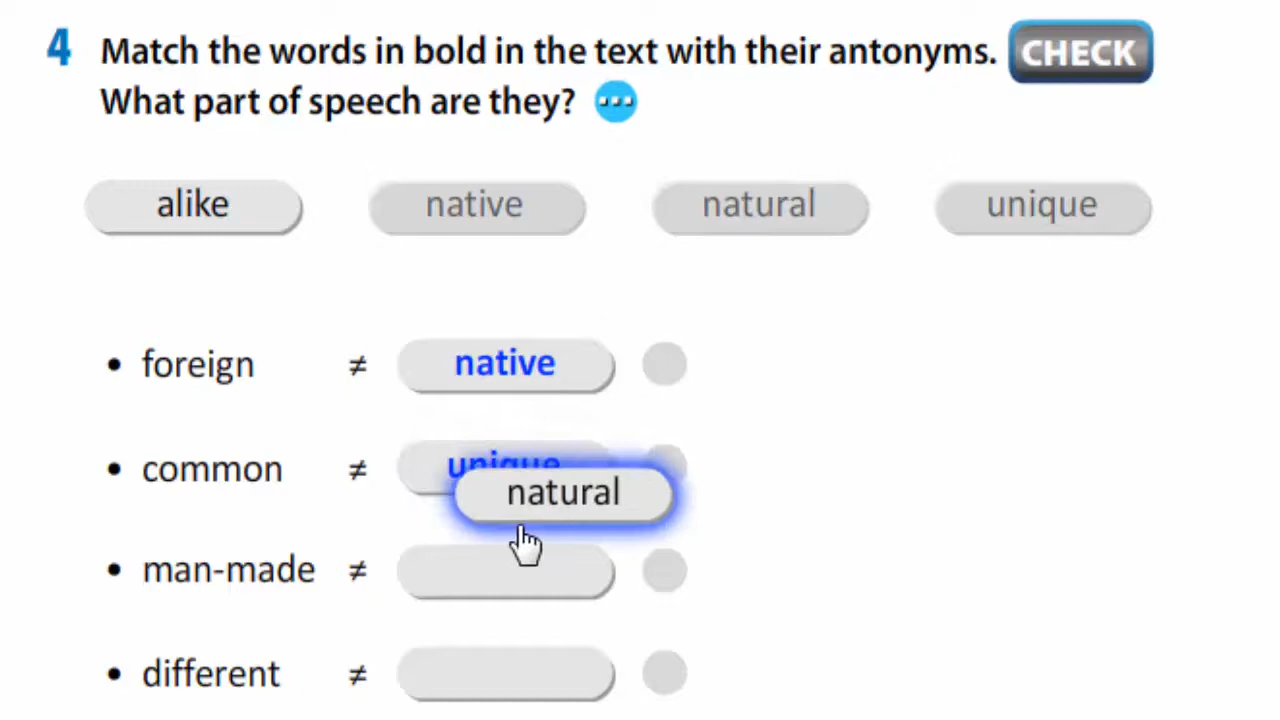 4 Match the words in bold in the text with their antonyms. CHECK
What part of speech are they?
alike native natural unique
• foreign ≠ native
• common ≠ unique
natural
• man-made ≠
• different ≠